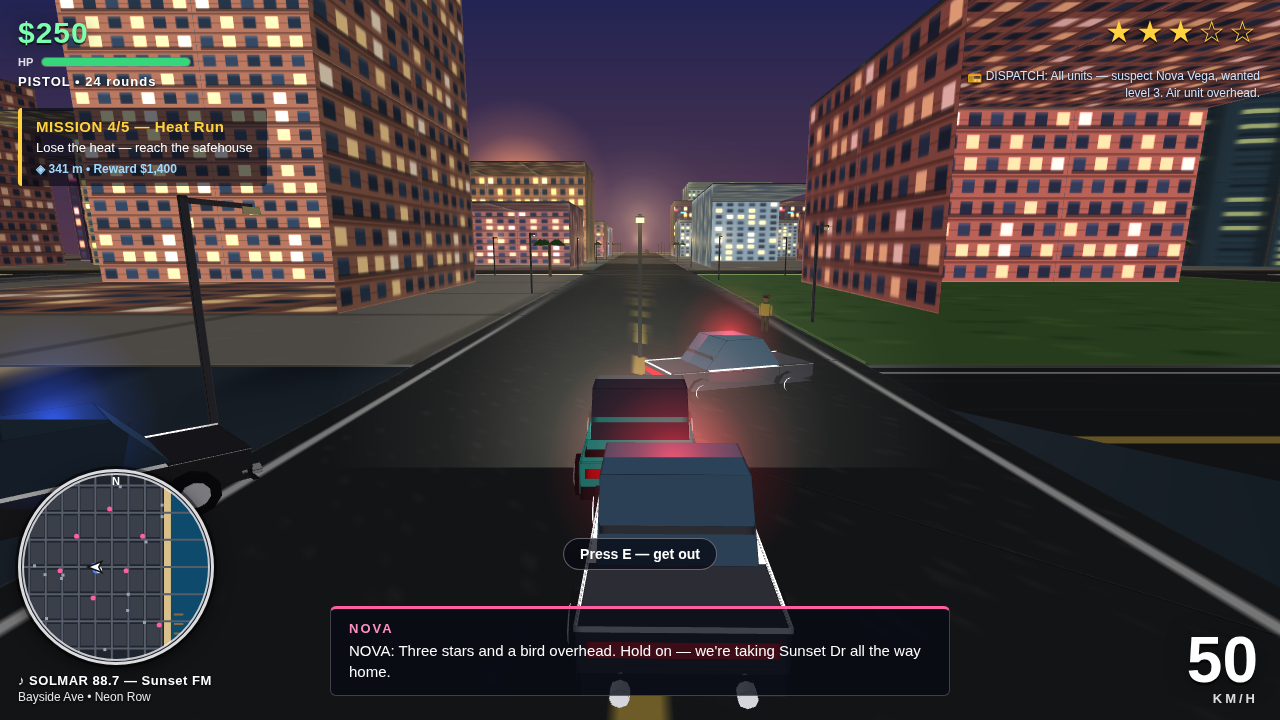 $250
HP
PISTOL • 24 rounds
MISSION 4/5 — Heat Run
Lose the heat — reach the safehouse
◈ 341 m • Reward $1,400
★★★☆☆
📻 DISPATCH: All units — suspect Nova Vega, wanted
level 3. Air unit overhead.
Press E — get out
N
NOVA
NOVA: Three stars and a bird overhead. Hold on — we're taking Sunset Dr all the way
home.
♪ SOLMAR 88.7 — Sunset FM
Bayside Ave • Neon Row
50
KM/H